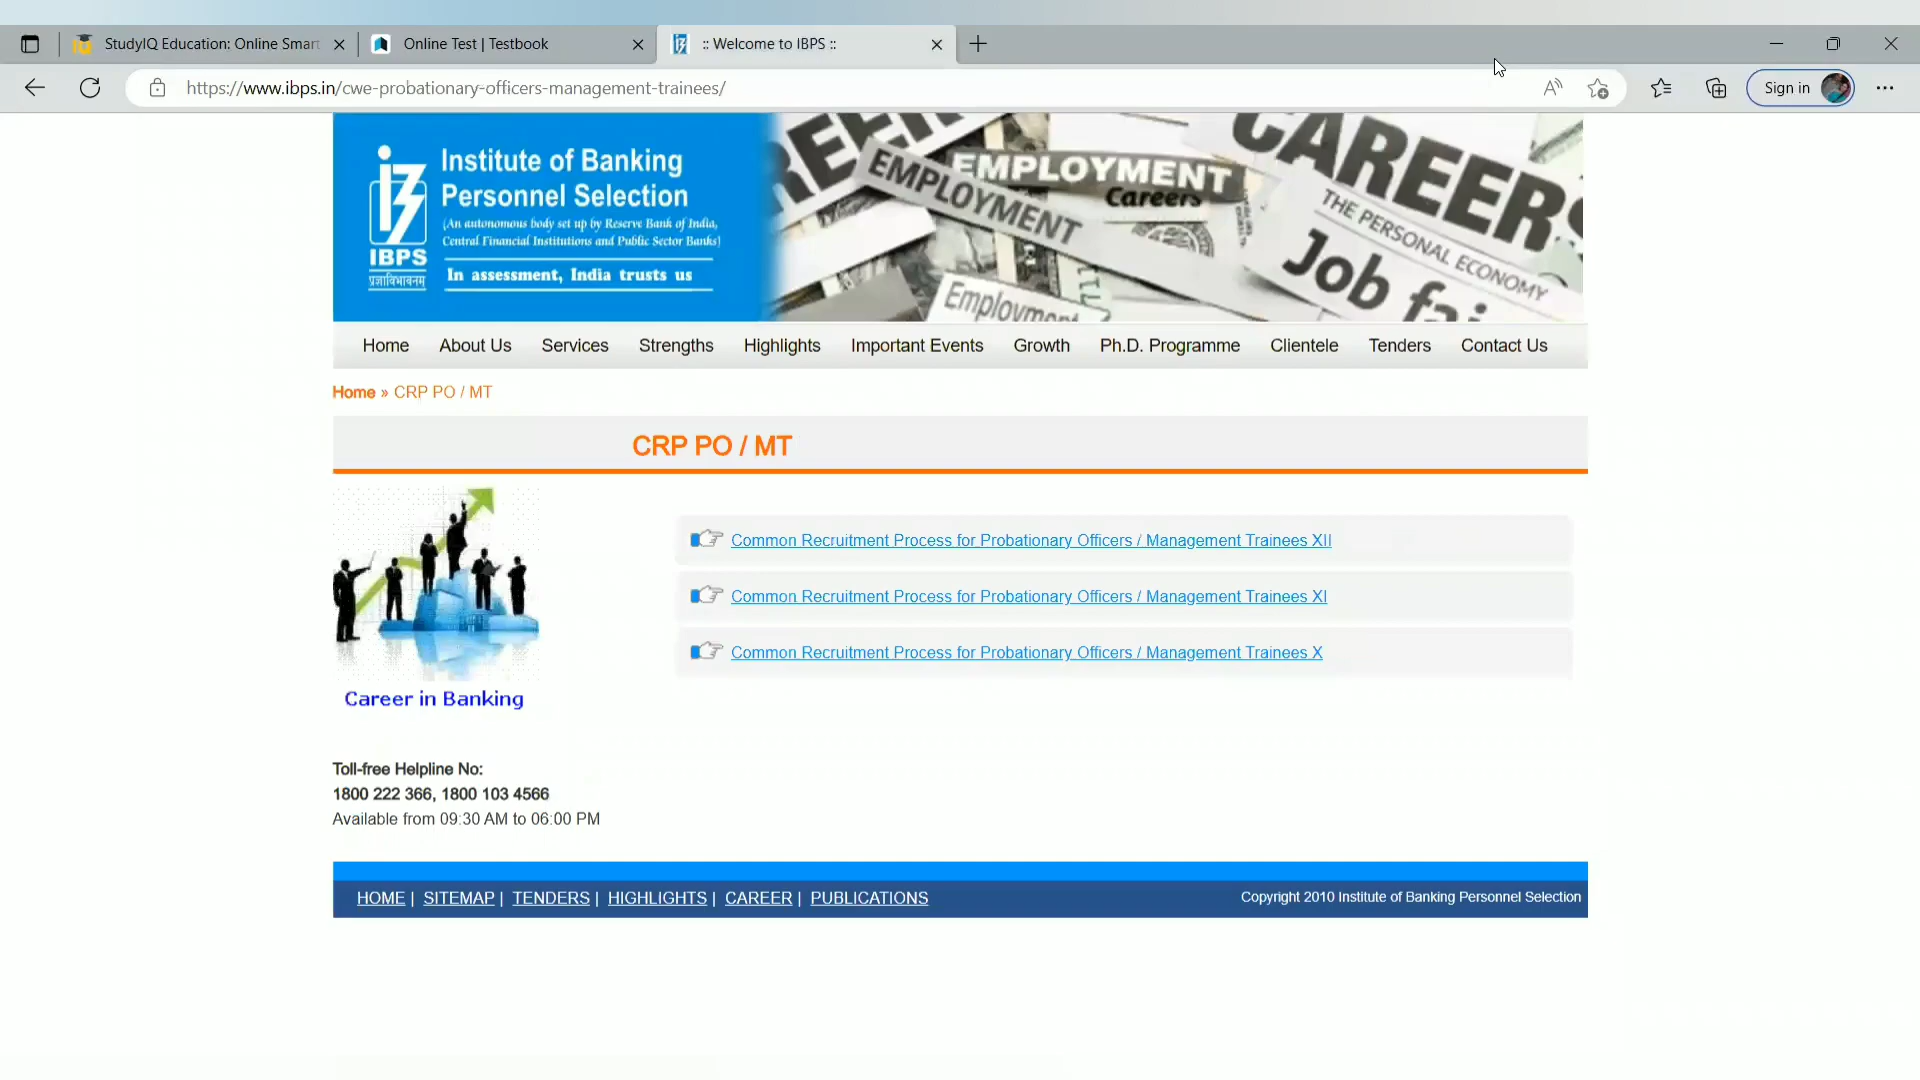 StudyIQ Education: Online Smart
Online Test | Testbook
:: Welcome to IBPS ::
https://www.ibps.in/cwe-probationary-officers-management-trainees/
Sign in
Institute of Banking
Personnel Selection
(An autonomous body set up by Reserve Bank of India,
Central Financial Institutions and Public Sector Banks)
In assessment, India trusts us
IBPS
प्रज्ञाविभावनम्
EMPLOYMENT
EMPLOYMENT
Careers
Employment
CAREERS
THE PERSONAL ECONOMY
Job fai
Home About Us Services Strengths Highlights Important Events Growth Ph.D. Programme Clientele Tenders Contact Us
Home » CRP PO / MT
CRP PO / MT
Common Recruitment Process for Probationary Officers / Management Trainees XII
Common Recruitment Process for Probationary Officers / Management Trainees XI
Common Recruitment Process for Probationary Officers / Management Trainees X
Career in Banking
Toll-free Helpline No:
1800 222 366, 1800 103 4566
Available from 09:30 AM to 06:00 PM
HOME | SITEMAP | TENDERS | HIGHLIGHTS | CAREER | PUBLICATIONS
Copyright 2010 Institute of Banking Personnel Selection